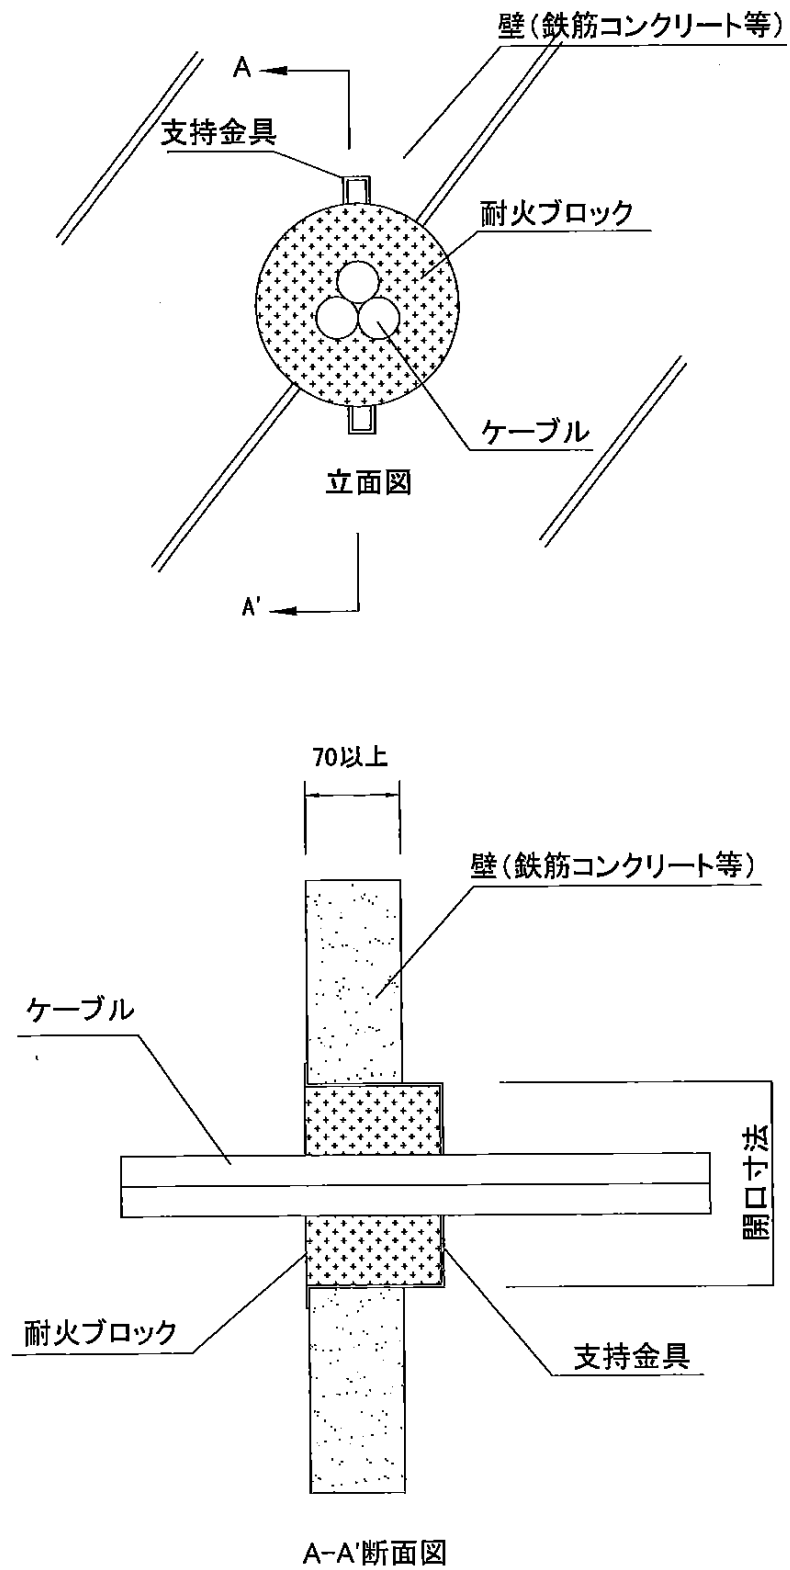 壁（鉄筋コンクリート等）
A
支持金具
耐火ブロック
ケーブル
立面図
A'
70以上
壁（鉄筋コンクリート等）
ケーブル
開口寸法
耐火ブロック
支持金具
A-A'断面図